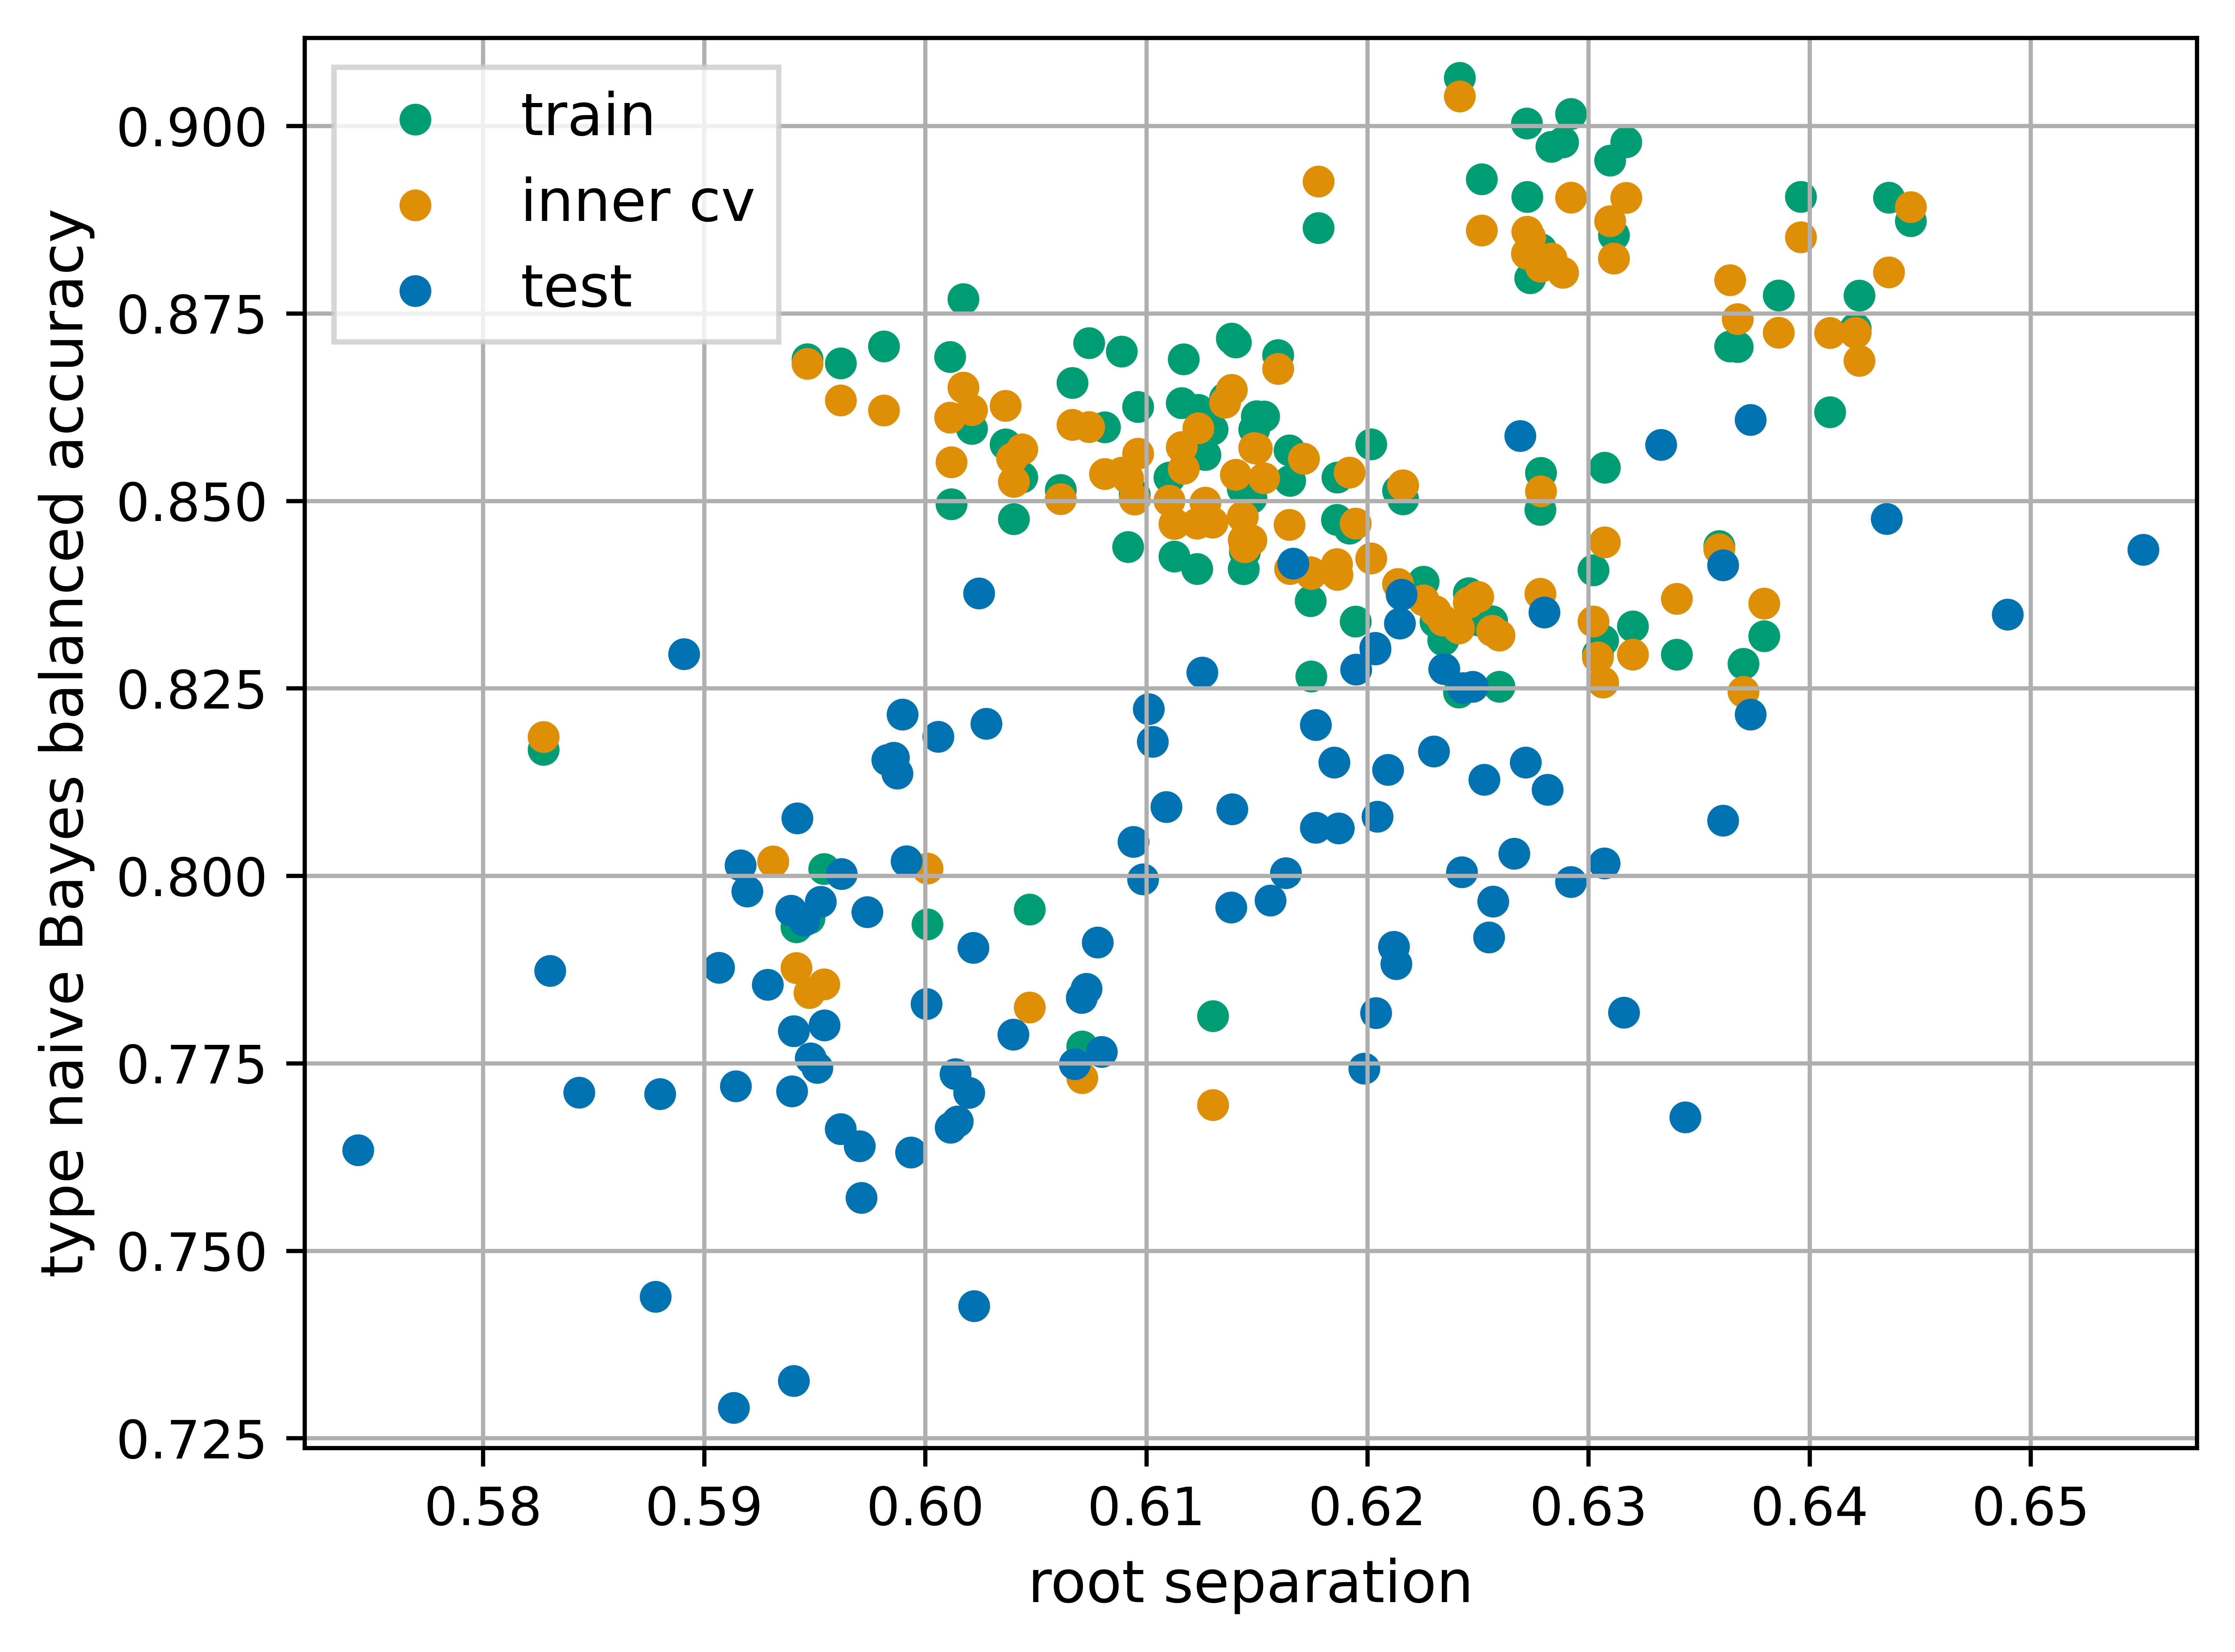 train
inner cv
test
type naive Bayes balanced accuracy
0.900
0.875
0.850
0.825
0.800
0.775
0.750
0.725
0.58 0.59 0.60 0.61 0.62 0.63 0.64 0.65
root separation